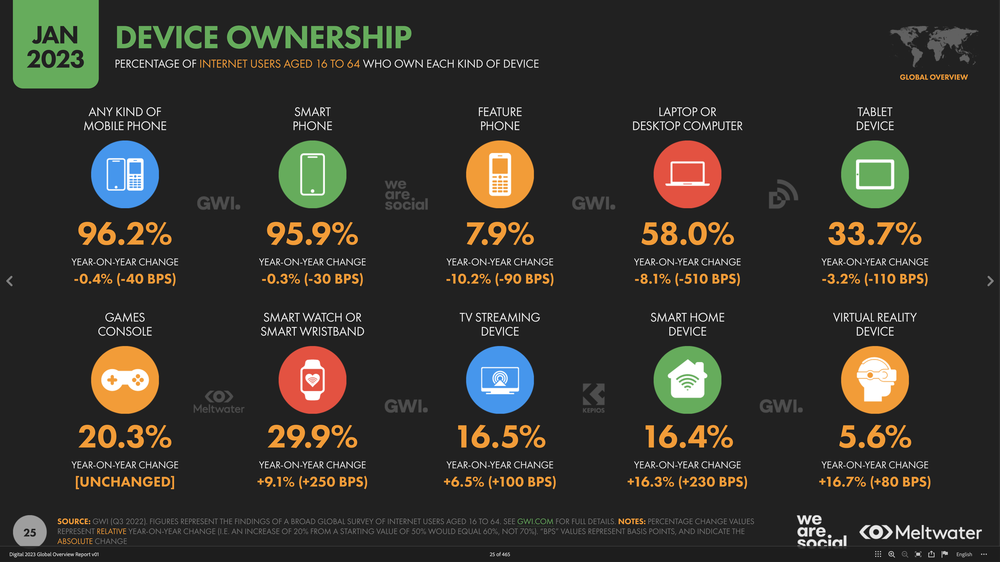 JAN
2023
DEVICE OWNERSHIP
PERCENTAGE OF INTERNET USERS AGED 16 TO 64 WHO OWN EACH KIND OF DEVICE
GLOBAL OVERVIEW
ANY KIND OF
MOBILE PHONE
96.2%
YEAR-ON-YEAR CHANGE
-0.4% (-40 BPS)
SMART
PHONE
95.9%
YEAR-ON-YEAR CHANGE
-0.3% (-30 BPS)
FEATURE
PHONE
7.9%
YEAR-ON-YEAR CHANGE
-10.2% (-90 BPS)
LAPTOP OR
DESKTOP COMPUTER
58.0%
YEAR-ON-YEAR CHANGE
-8.1% (-510 BPS)
TABLET
DEVICE
33.7%
YEAR-ON-YEAR CHANGE
-3.2% (-110 BPS)
GWI.
we
are
social
GWI.
GAMES
CONSOLE
20.3%
YEAR-ON-YEAR CHANGE
[UNCHANGED]
SMART WATCH OR
SMART WRISTBAND
29.9%
YEAR-ON-YEAR CHANGE
+9.1% (+250 BPS)
TV STREAMING
DEVICE
16.5%
YEAR-ON-YEAR CHANGE
+6.5% (+100 BPS)
SMART HOME
DEVICE
16.4%
YEAR-ON-YEAR CHANGE
+16.3% (+230 BPS)
VIRTUAL REALITY
DEVICE
5.6%
YEAR-ON-YEAR CHANGE
+16.7% (+80 BPS)
Meltwater
GWI.
KEPIOS
GWI.
25
SOURCE: GWI (Q3 2022). FIGURES REPRESENT THE FINDINGS OF A BROAD GLOBAL SURVEY OF INTERNET USERS AGED 16 TO 64. SEE GWI.COM FOR FULL DETAILS. NOTES: PERCENTAGE CHANGE VALUES
REPRESENT RELATIVE YEAR-ON-YEAR CHANGE (I.E. AN INCREASE OF 20% FROM A STARTING VALUE OF 50% WOULD EQUAL 60%, NOT 70%). “BPS” VALUES REPRESENT BASIS POINTS, AND INDICATE THE
ABSOLUTE CHANGE
we
are.
social
Meltwater
Digital 2023 Global Overview Report v01
25 of 465
English